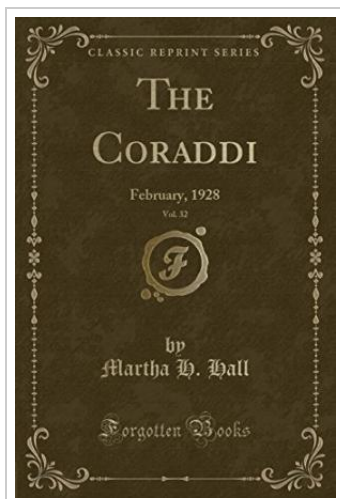 CLASSIC REPRINT SERIES
THE
CORADDI
February, 1928
Vol. 32
F
by
Martha H. Hall
Forgotten Books